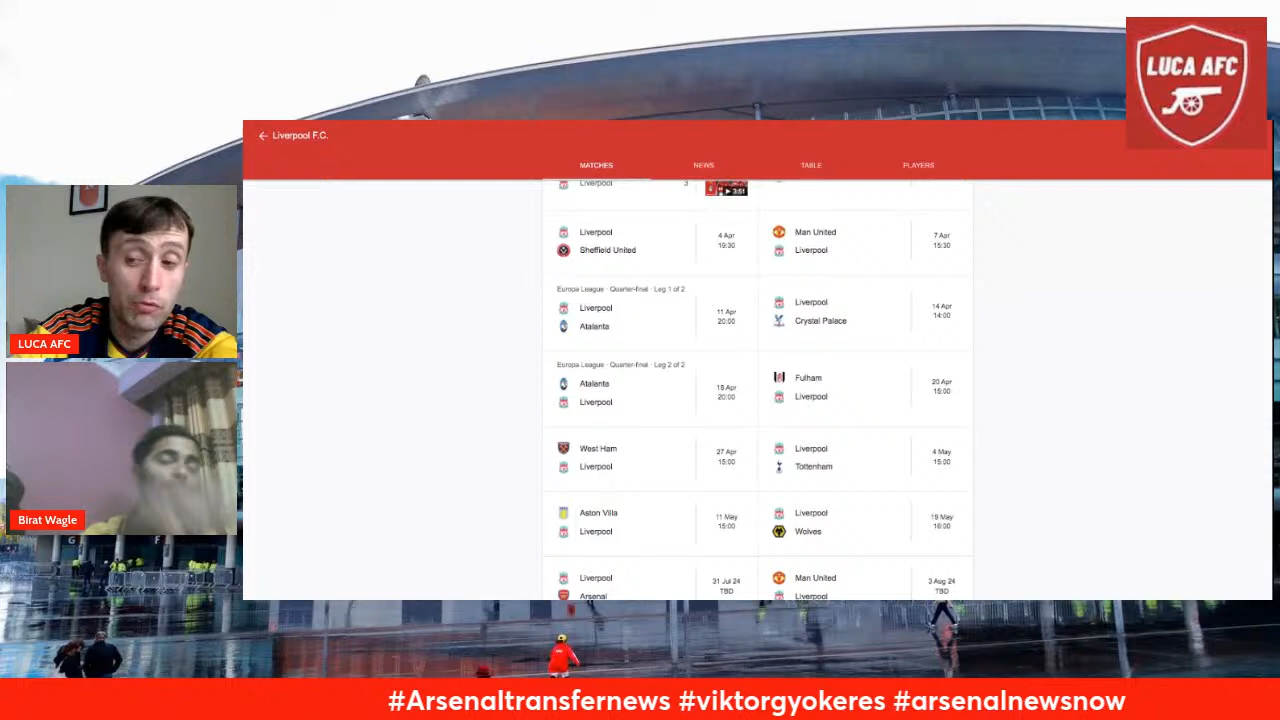 LUCA AFC
← Liverpool F.C.
MATCHES NEWS TABLE PLAYERS
Liverpool 3
3:51
Liverpool
Sheffield United
4 Apr
19:30
Man United
Liverpool
7 Apr
15:30
Europa League · Quarter-final · Leg 1 of 2
Liverpool
Atalanta
11 Apr
20:00
Liverpool
Crystal Palace
14 Apr
14:00
Europa League · Quarter-final · Leg 2 of 2
Atalanta
Liverpool
18 Apr
20:00
Fulham
Liverpool
20 Apr
15:00
West Ham
Liverpool
27 Apr
15:00
Liverpool
Tottenham
4 May
15:00
Aston Villa
Liverpool
11 May
15:00
Liverpool
Wolves
19 May
16:00
Liverpool
Arsenal
31 Jul 24
TBD
Man United
Liverpool
3 Aug 24
TBD
LUCA AFC
Birat Wagle
G F
#Arsenaltransfernews #viktorgyokeres #arsenalnewsnow